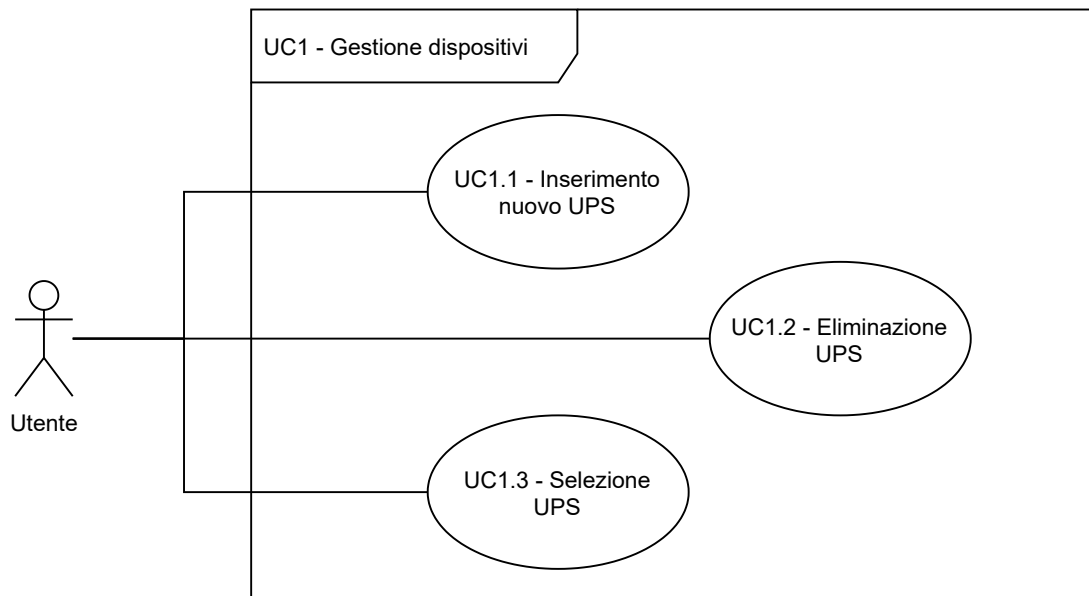 UC1 - Gestione dispositivi
UC1.1 - Inserimento
nuovo UPS
UC1.2 - Eliminazione
UPS
Utente
UC1.3 - Selezione
UPS